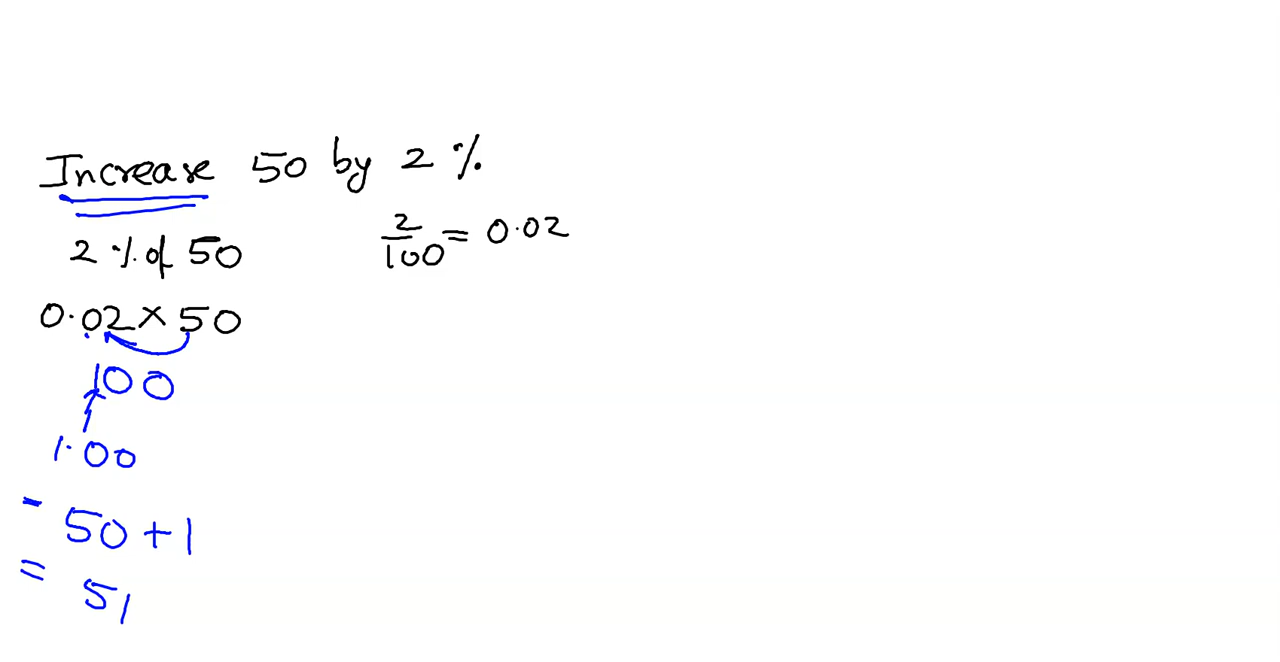 Increase 50 by 2 %
2/100 = 0.02
2 % of 50
0.02 × 50
100
1.00
- 50 + 1
= 51